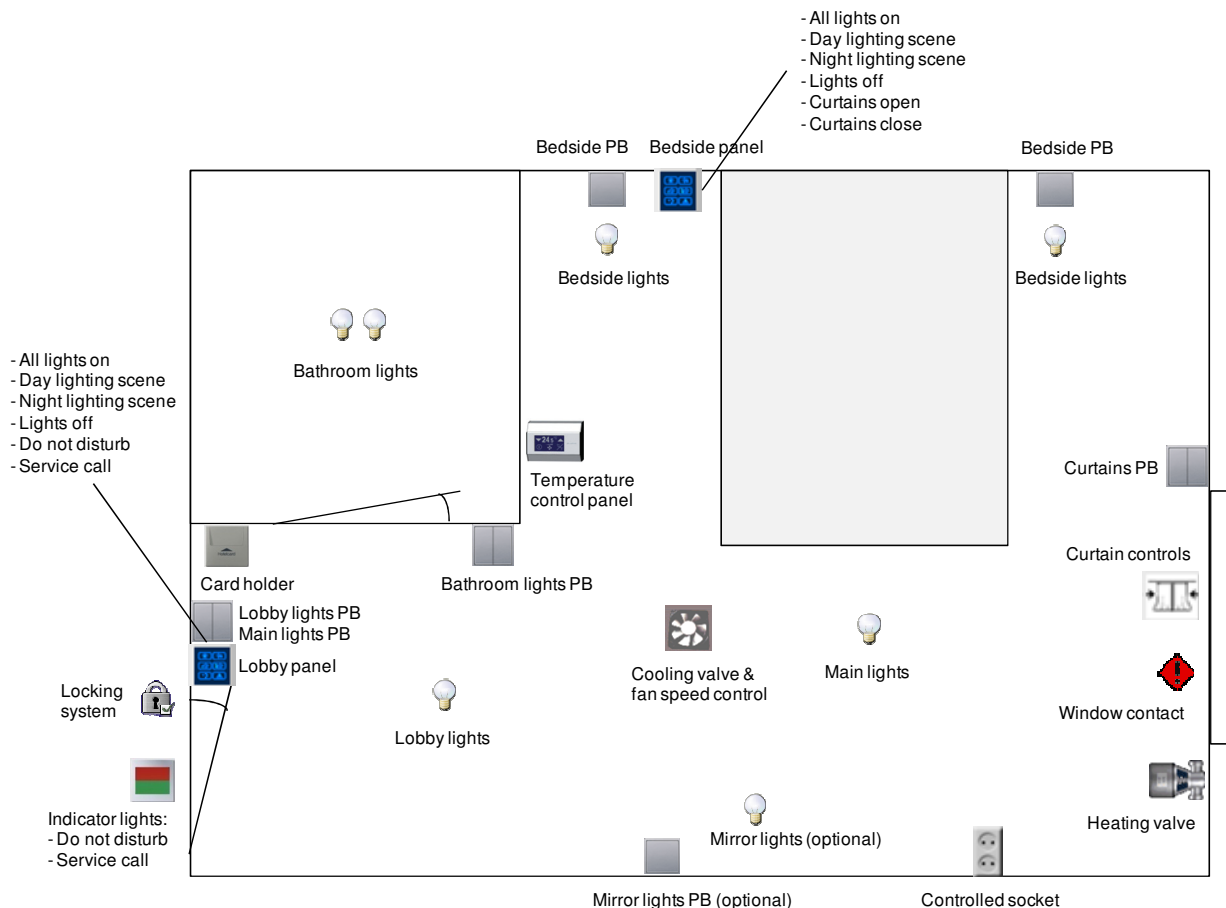 - All lights on
- Day lighting scene
- Night lighting scene
- Lights off
- Curtains open
- Curtains close
Bedside PB
Bedside panel
Bedside PB
Bedside lights
Bedside lights
Bathroom lights
- All lights on
- Day lighting scene
- Night lighting scene
- Lights off
- Do not disturb
- Service call
Temperature
control panel
Curtains PB
Card holder
Bathroom lights PB
Curtain controls
Lobby lights PB
Main lights PB
Lobby panel
Cooling valve &
fan speed control
Main lights
Locking
system
Lobby lights
Window contact
Indicator lights:
- Do not disturb
- Service call
Mirror lights (optional)
Heating valve
Mirror lights PB (optional)
Controlled socket